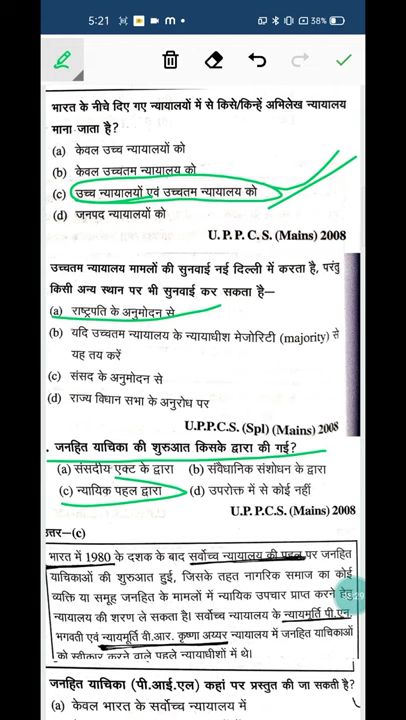 5:21
38%
भारत के नीचे दिए गए न्यायालयों में से किसे/किन्हें अभिलेख न्यायालय
माना जाता है?
(a) केवल उच्च न्यायालयों को
(b) केवल उच्चतम न्यायालय को
(c) उच्च न्यायालयों एवं उच्चतम न्यायालय को
(d) जनपद न्यायालयों को
U. P. P. C. S. (Mains) 2008
उच्चतम न्यायालय मामलों की सुनवाई नई दिल्ली में करता है, परंतु
किसी अन्य स्थान पर भी सुनवाई कर सकता है—
(a) राष्ट्रपति के अनुमोदन से
(b) यदि उच्चतम न्यायालय के न्यायाधीश मेजोरिटी (majority) से
यह तय करें
(c) संसद के अनुमोदन से
(d) राज्य विधान सभा के अनुरोध पर
U.P.P.C.S. (Spl) (Mains) 2008
. जनहित याचिका की शुरुआत किसके द्वारा की गई?
(a) संसदीय एक्ट के द्वारा (b) संवैधानिक संशोधन के द्वारा
(c) न्यायिक पहल द्वारा (d) उपरोक्त में से कोई नहीं
U.P. P.C.S. (Mains) 2008
उत्तर—(c)
भारत में 1980 के दशक के बाद सर्वोच्च न्यायालय की पहल पर जनहित
याचिकाओं की शुरुआत हुई, जिसके तहत नागरिक समाज का कोई
व्यक्ति या समूह जनहित के मामलों में न्यायिक उपचार प्राप्त करने हेतु
न्यायालय की शरण ले सकता है। सर्वोच्च न्यायालय के न्यायमूर्ति पी.एन.
भगवती एवं न्यायमूर्ति वी.आर. कृष्णा अय्यर न्यायालय में जनहित याचिकाओं
को स्वीकार करने वाले पहले न्यायाधीशों में थे।
जनहित याचिका (पी.आई.एल) कहां पर प्रस्तुत की जा सकती है?
(a) केवल भारत के सर्वोच्च न्यायालय में